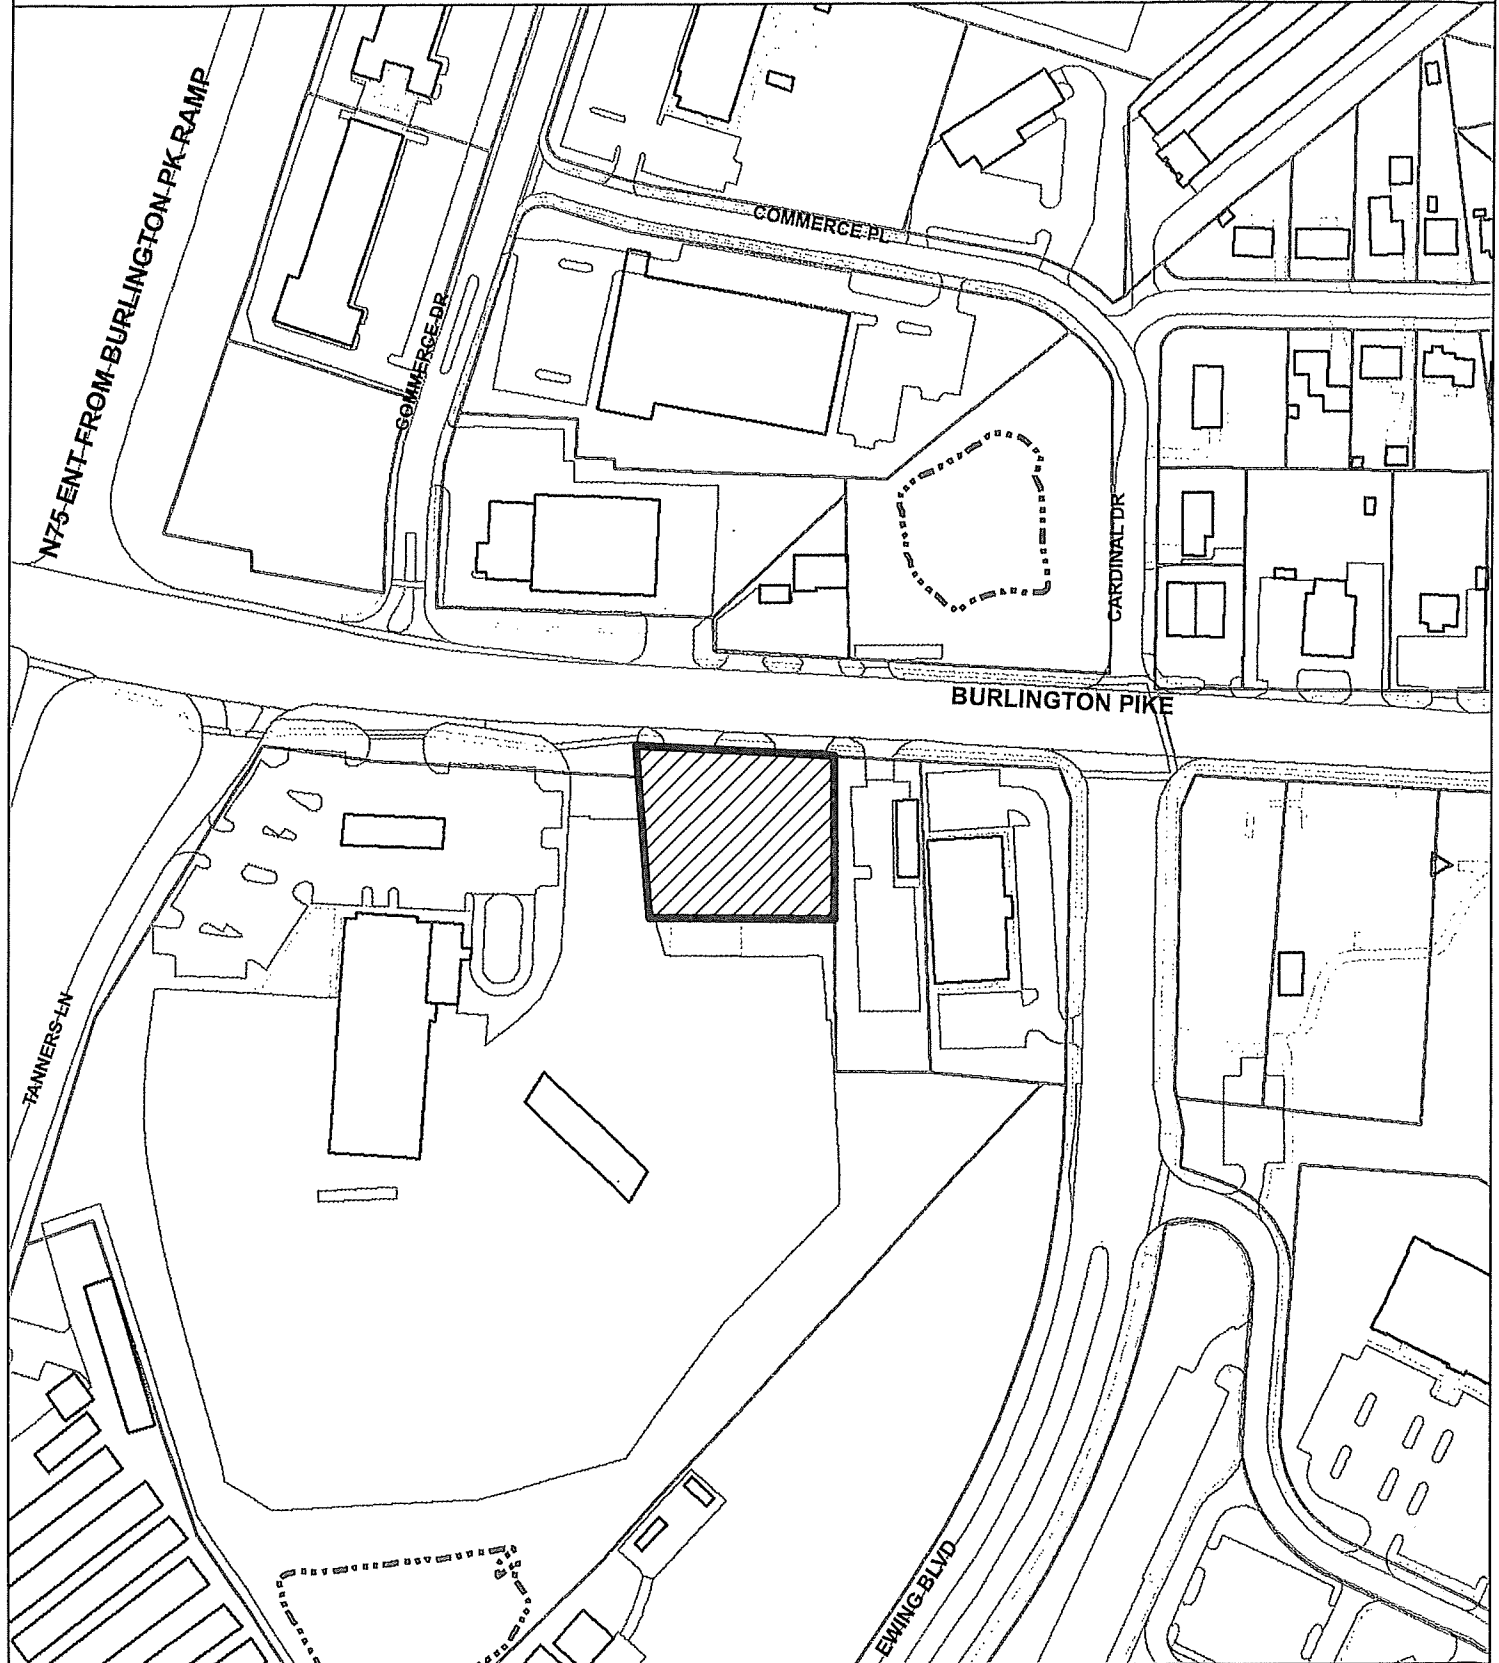 N75 ENT FROM BURLINGTON PK RAMP
COMMERCE PL
COMMERCE DR
CARDINAL DR
BURLINGTON PIKE
TANNERS LN
EWING BLVD